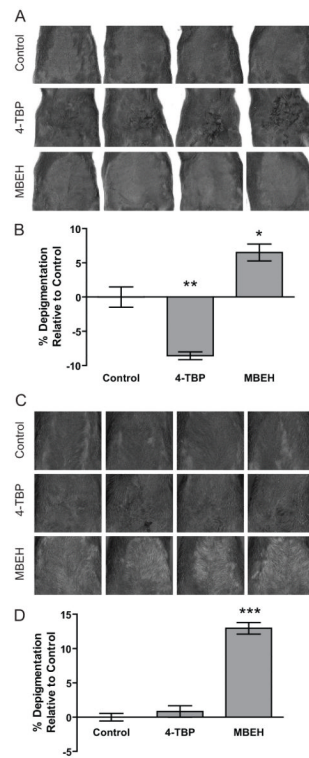 A
Control
4-TBP
MBEH
B
% Depigmentation
Relative to Control
10
5
0
-5
-10
**
*
Control
4-TBP
MBEH
C
Control
4-TBP
MBEH
D
% Depigmentation
Relative to Control
15
10
5
0
-5
***
Control
4-TBP
MBEH